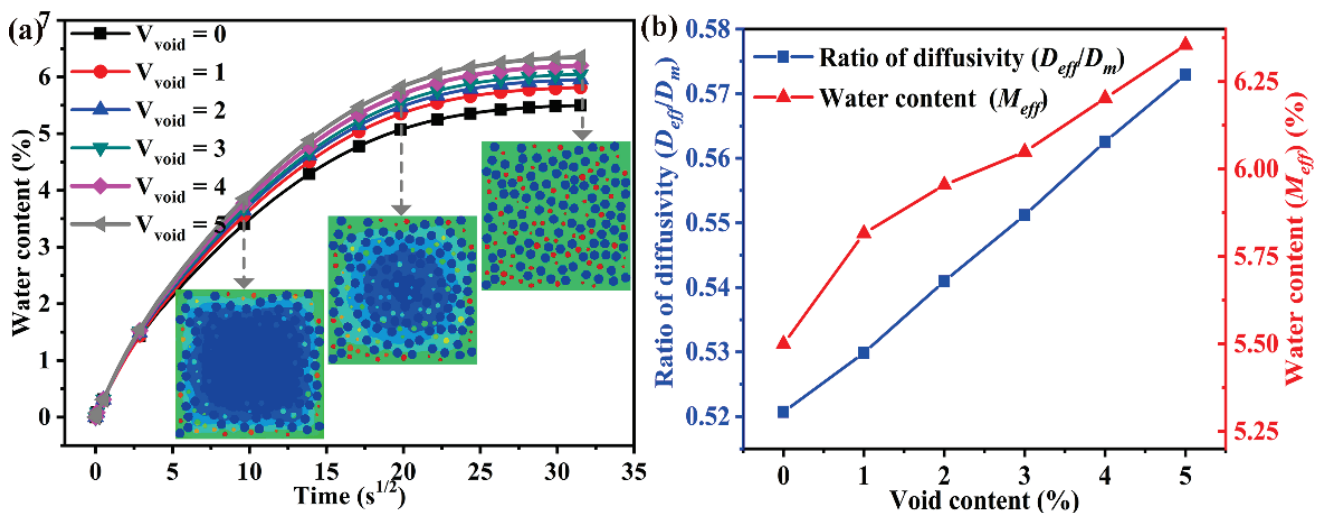 (a)
7
6
5
4
3
2
1
0
Water content (%)
V_void = 0
V_void = 1
V_void = 2
V_void = 3
V_void = 4
V_void = 5
0 5 10 15 20 25 30 35
Time (s^1/2)
(b)
0.58
0.57
0.56
0.55
0.54
0.53
0.52
Ratio of diffusivity (D_eff/D_m)
Ratio of diffusivity (D_eff/D_m)
Water content (M_eff)
6.25
6.00
5.75
5.50
5.25
Water content (M_eff) (%)
0 1 2 3 4 5
Void content (%)